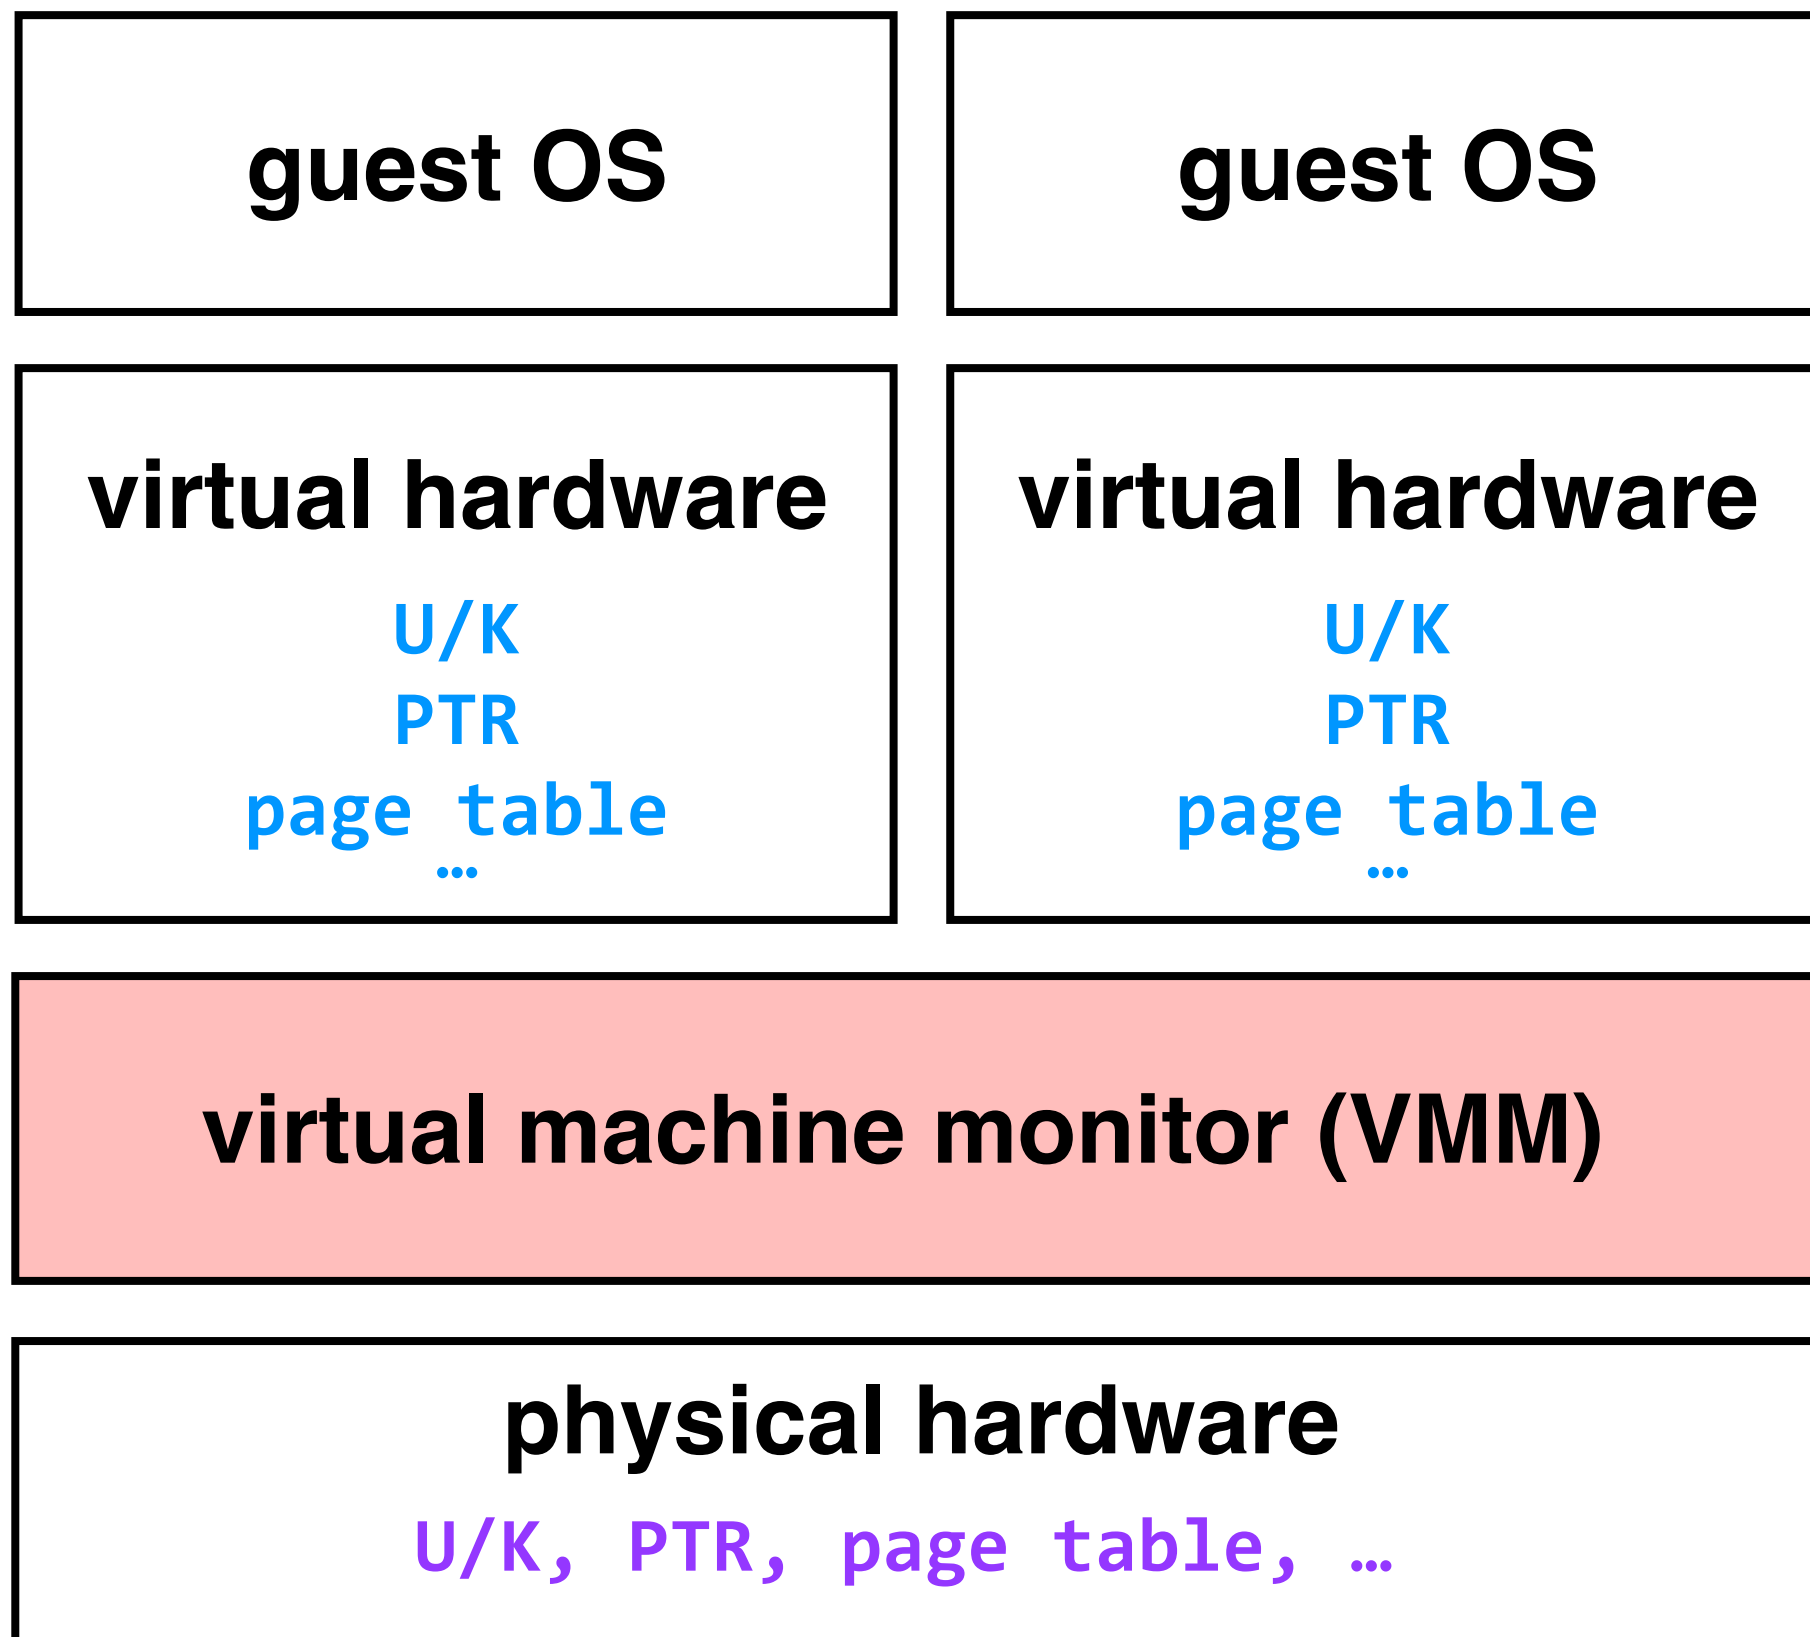 guest OS
guest OS
virtual hardware
U/K
PTR
page table
…
virtual hardware
U/K
PTR
page table
…
virtual machine monitor (VMM)
physical hardware
U/K, PTR, page table, …